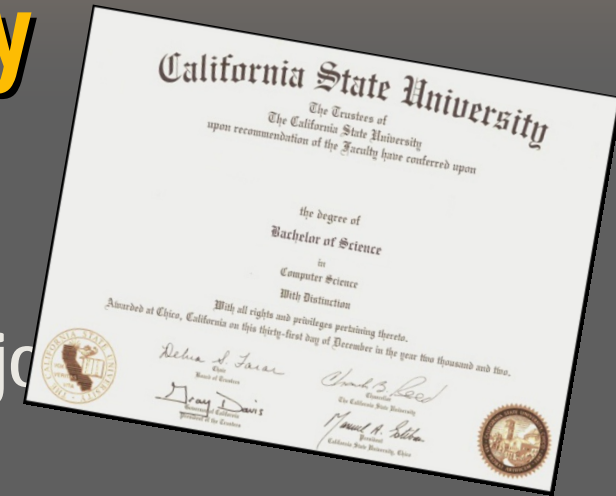 y
California State University
The Trustees of
The California State University
upon recommendation of the Faculty have conferred upon
the degree of
Bachelor of Science
in
Computer Science
With Distinction
With all rights and privileges pertaining thereto.
Awarded at Chico, California on this thirty-first day of December in the year two thousand and two.
jo
Chair
Board of Trustees
Chancellor
The California State University
Gray Davis
Governor of California
President of the Trustees
President
California State University, Chico